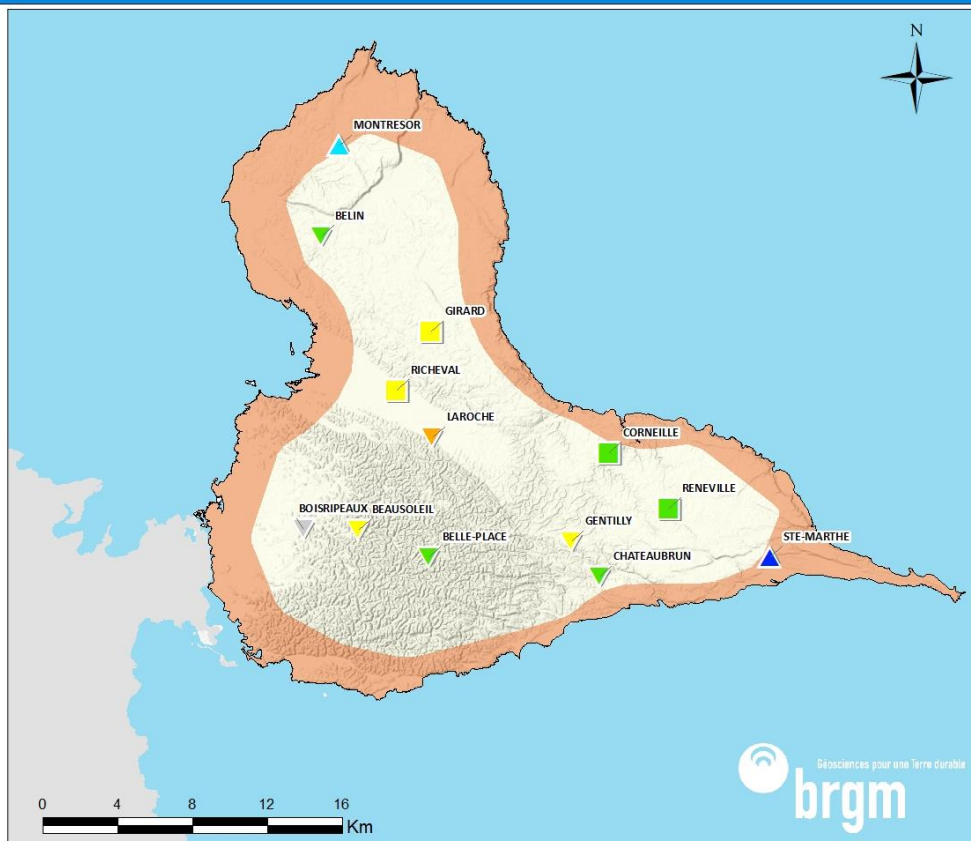 N
MONTRESOR
BELIN
GIRARD
RICHEVAL
LAROCHE
CORNEILLE
RENEVILLE
BOISRIPEAUX
BEAUSOLEIL
GENTILLY
STE-MARTHE
BELLE-PLACE
CHATEAUBRUN
Géosciences pour une Terre durable
brgm
0 4 8 12 16
Km